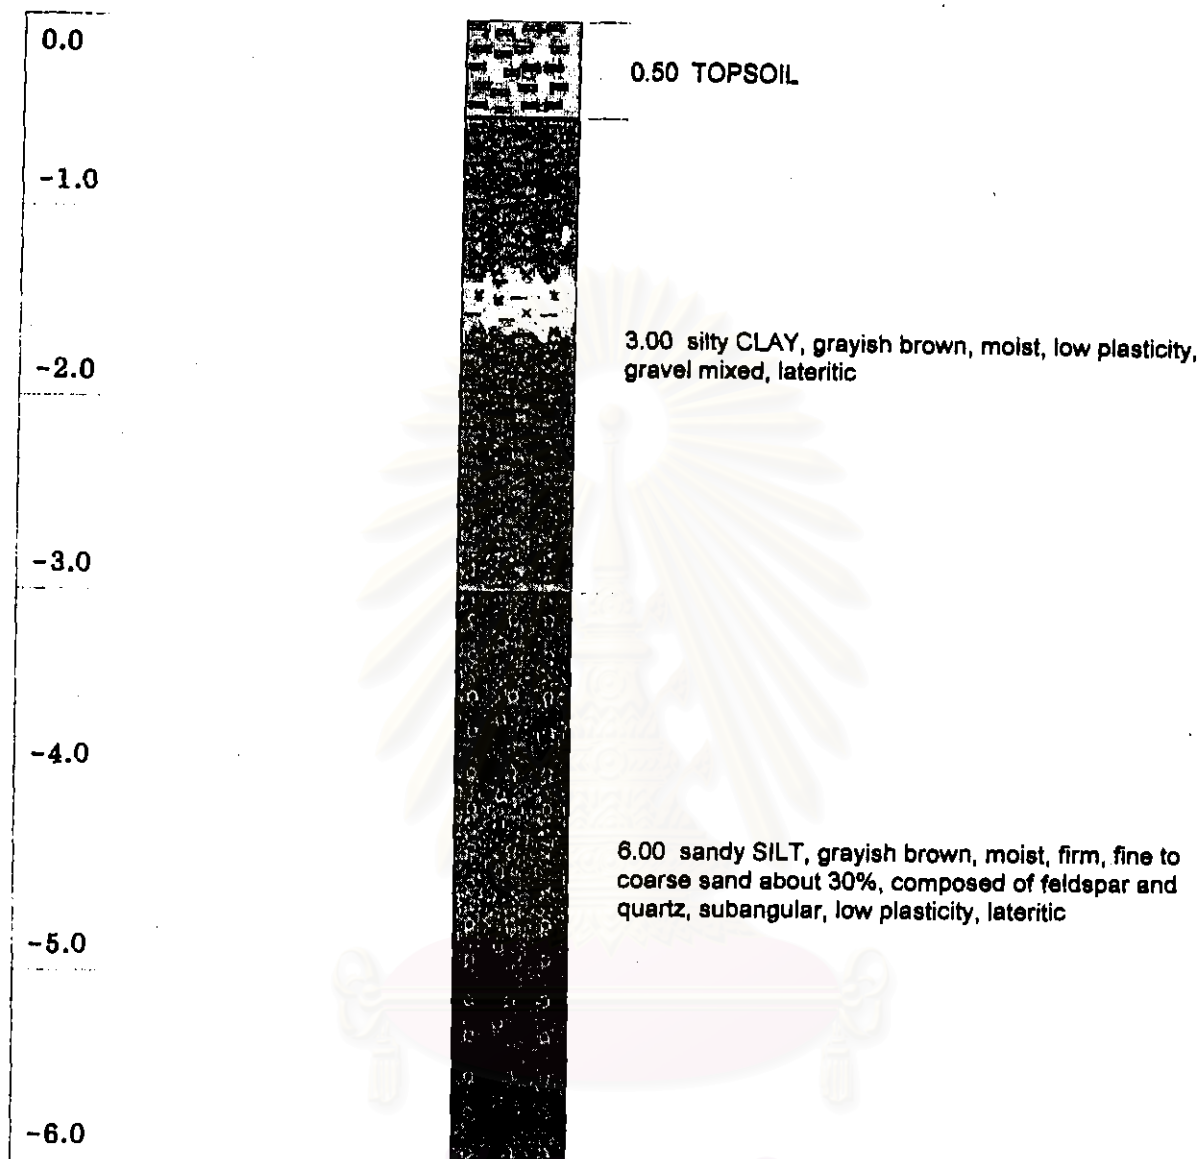 0.0
0.50 TOPSOIL
-1.0
3.00 silty CLAY, grayish brown, moist, low plasticity,
gravel mixed, lateritic
-2.0
-3.0
-4.0
6.00 sandy SILT, grayish brown, moist, firm, fine to
coarse sand about 30%, composed of feldspar and
quartz, subangular, low plasticity, lateritic
-5.0
-6.0